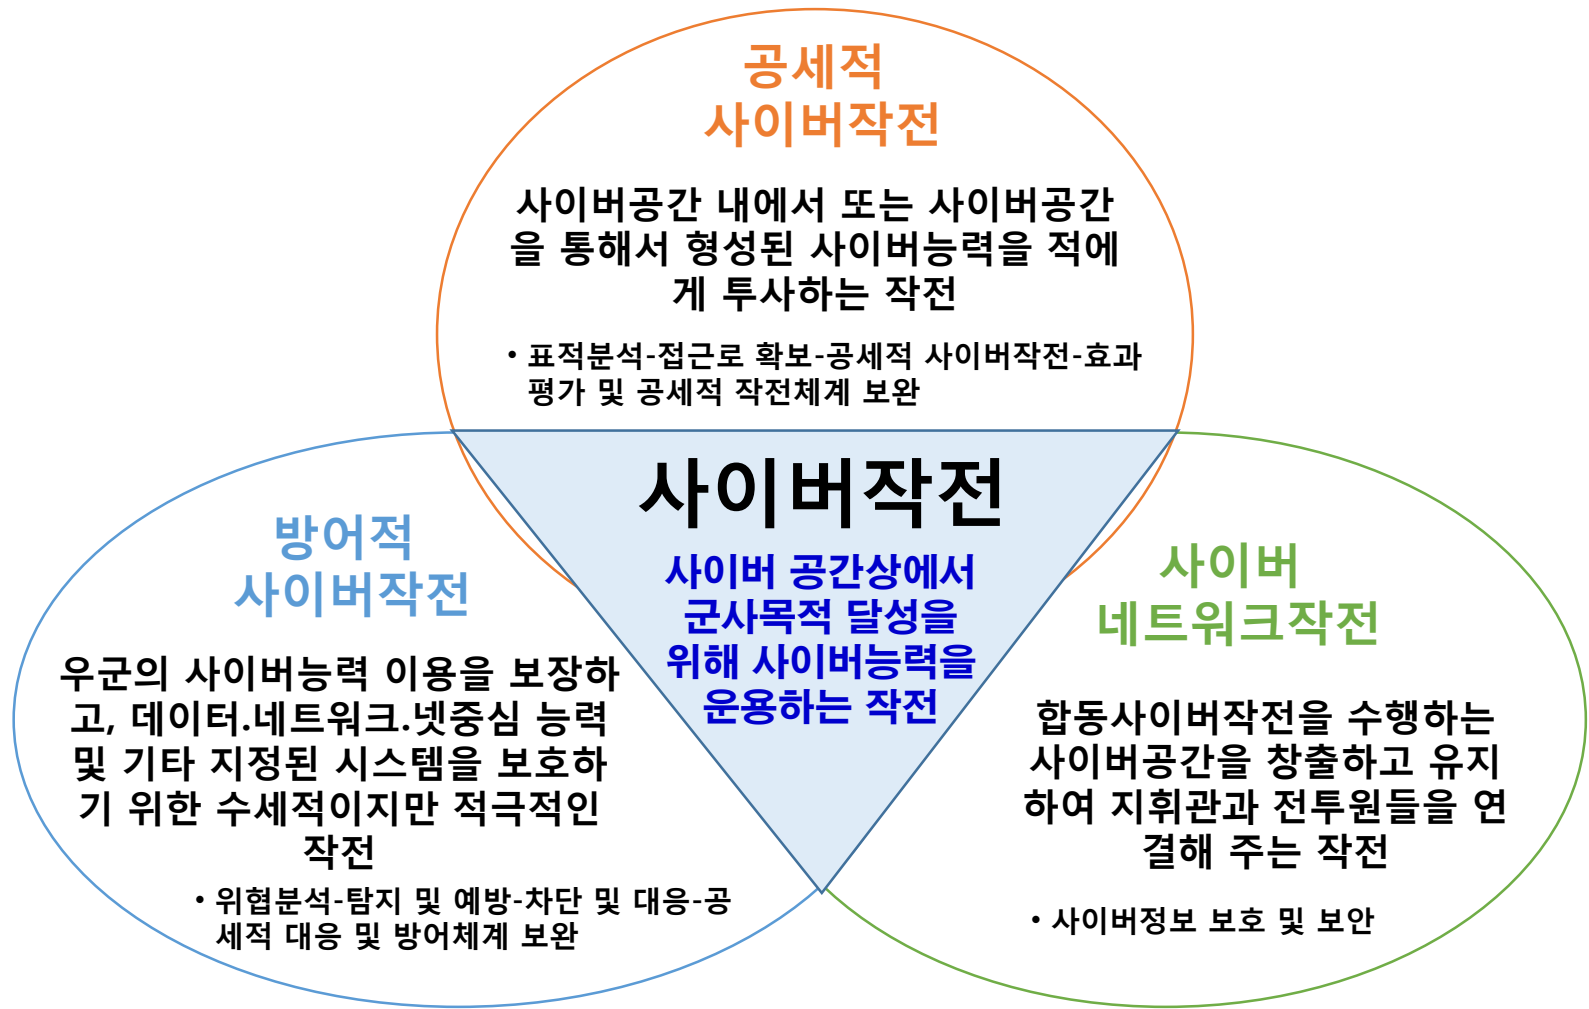 공세적
사이버작전
사이버공간 내에서 또는 사이버공간
을 통해서 형성된 사이버능력을 적에
게 투사하는 작전
• 표적분석-접근로 확보-공세적 사이버작전-효과
평가 및 공세적 작전체계 보완
사이버작전
사이버 공간상에서
군사목적 달성을
위해 사이버능력을
운용하는 작전
방어적
사이버작전
우군의 사이버능력 이용을 보장하
고, 데이터.네트워크.넷중심 능력
및 기타 지정된 시스템을 보호하
기 위한 수세적이지만 적극적인
작전
• 위협분석-탐지 및 예방-차단 및 대응-공
세적 대응 및 방어체계 보완
사이버
네트워크작전
합동사이버작전을 수행하는
사이버공간을 창출하고 유지
하여 지휘관과 전투원들을 연
결해 주는 작전
• 사이버정보 보호 및 보안